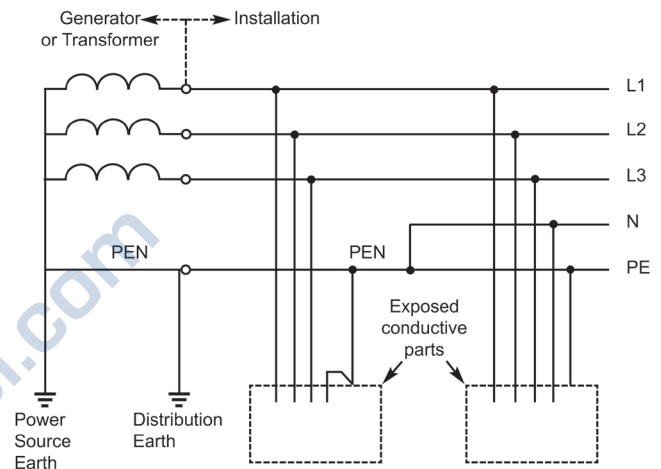 Generator
or Transformer
Installation
L1
L2
L3
N
PEN
PEN
PE
Exposed
conductive
parts
Power
Source
Earth
Distribution
Earth